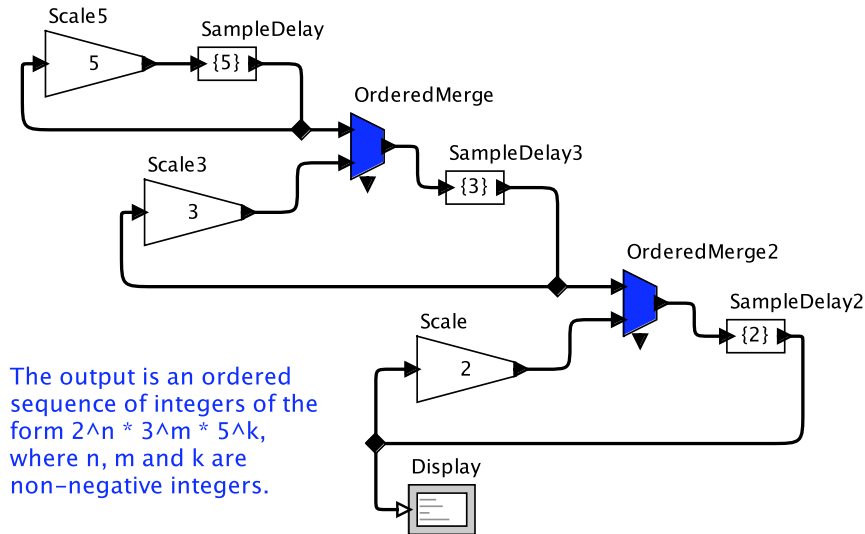 Scale5
SampleDelay
5
{5}
OrderedMerge
Scale3
SampleDelay3
3
{3}
OrderedMerge2
SampleDelay2
Scale
2
{2}
The output is an ordered
sequence of integers of the
form 2^n * 3^m * 5^k,
where n, m and k are
non-negative integers.
Display